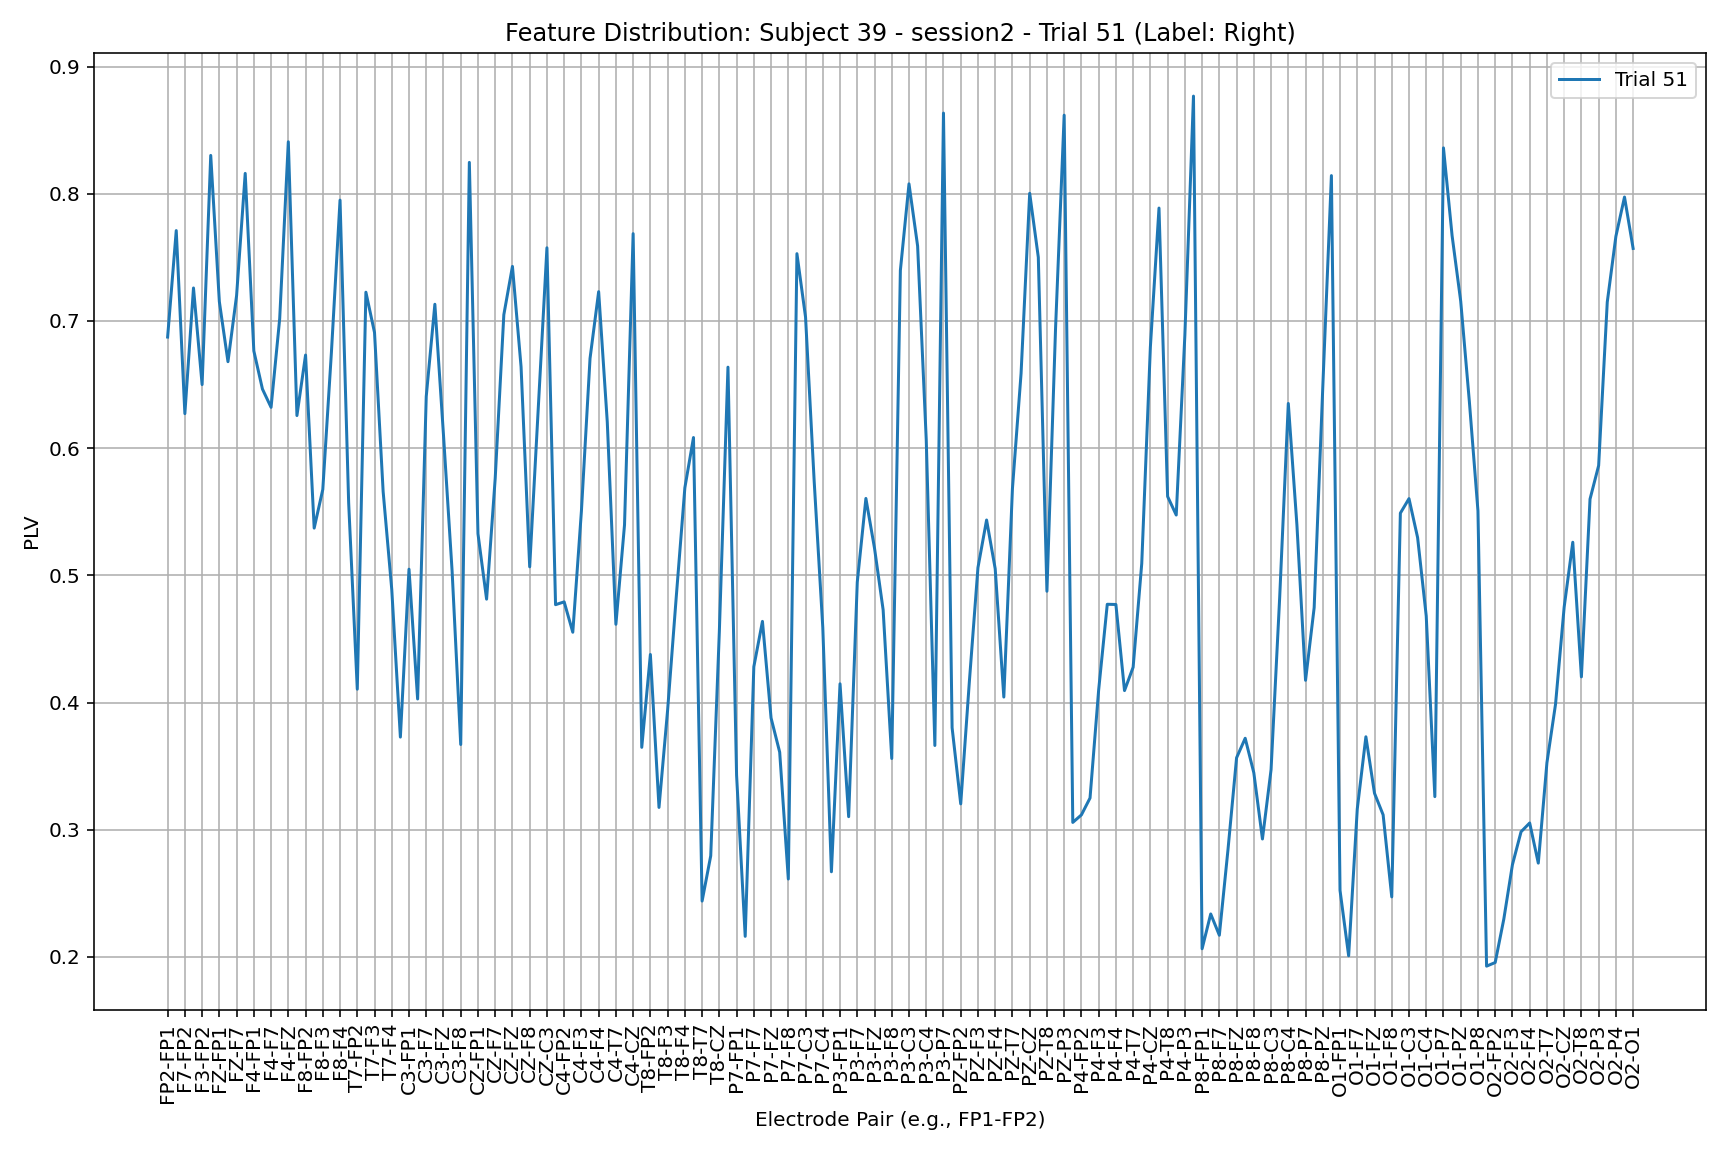 Feature Distribution: Subject 39 - session2 - Trial 51 (Label: Right)
Trial 51
PLV
0.9
0.8
0.7
0.6
0.5
0.4
0.3
0.2
FP2-FP1
F7-FP2
F3-FP2
FZ-FP1
FZ-F7
F4-FP1
F4-F7
F4-FZ
F8-FP2
F8-F3
F8-F4
T7-FP2
T7-F3
T7-F4
C3-FP1
C3-F7
C3-FZ
C3-F8
CZ-FP1
CZ-F7
CZ-FZ
CZ-F8
CZ-C3
C4-FP2
C4-F3
C4-F4
C4-T7
C4-CZ
T8-FP2
T8-F3
T8-F4
T8-T7
T8-CZ
P7-FP1
P7-F7
P7-FZ
P7-F8
P7-C3
P7-C4
P3-FP1
P3-F7
P3-FZ
P3-F8
P3-C3
P3-C4
P3-P7
PZ-FP2
PZ-F3
PZ-F4
PZ-T7
PZ-CZ
PZ-T8
PZ-P3
P4-FP2
P4-F3
P4-F4
P4-T7
P4-CZ
P4-T8
P4-P3
P8-FP1
P8-F7
P8-FZ
P8-F8
P8-C3
P8-C4
P8-P7
P8-PZ
O1-FP1
O1-F7
O1-FZ
O1-F8
O1-C3
O1-C4
O1-P7
O1-PZ
O1-P8
O2-FP2
O2-F3
O2-F4
O2-T7
O2-CZ
O2-T8
O2-P3
O2-P4
O2-O1
Electrode Pair (e.g., FP1-FP2)